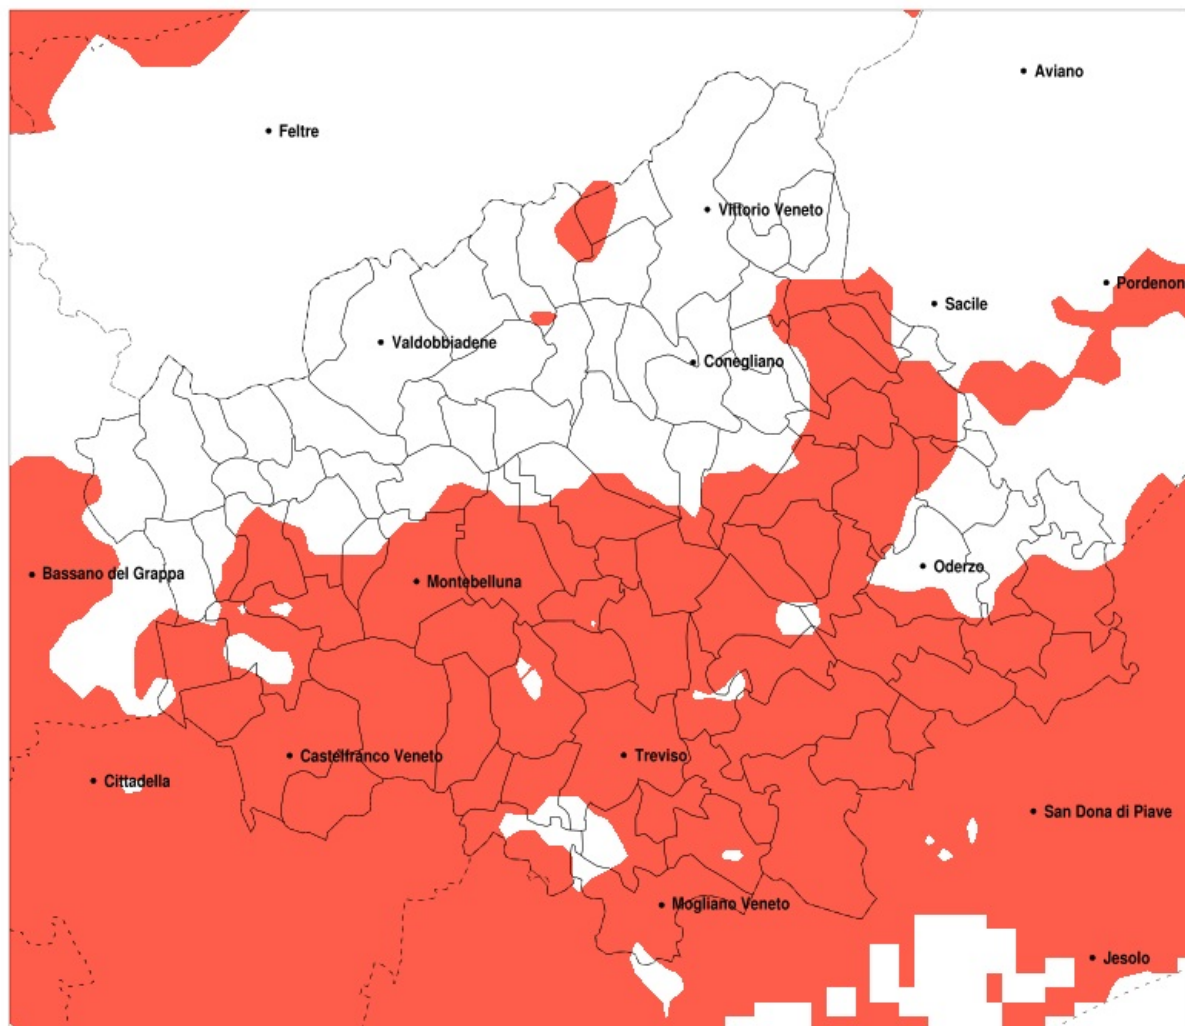 Aviano
Feltre
Vittorio Veneto
Pordenon
Sacile
Valdobbiadene
Conegliano
Oderzo
Bassano del Grappa
Montebelluna
Castelfranco Veneto
Treviso
Cittadella
San Dona di Piave
Mogliano Veneto
Jesolo